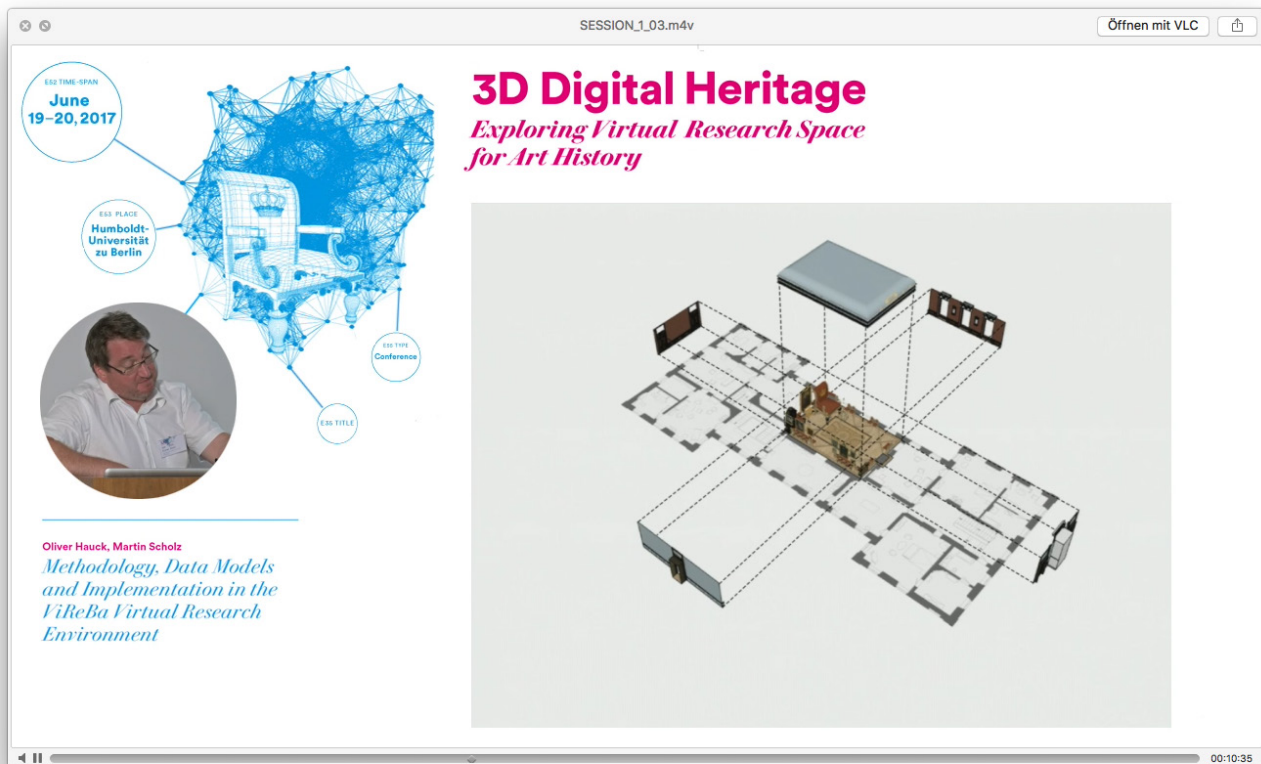 SESSION_1_03.m4v
Öffnen mit VLC
E52 TIME-SPAN
June
19–20, 2017
3D Digital Heritage
Exploring Virtual Research Space
for Art History
E53 PLACE
Humboldt-
Universität
zu Berlin
E55 TYPE
Conference
E35 TITLE
Oliver Hauck, Martin Scholz
Methodology, Data Models
and Implementation in the
ViReBa Virtual Research
Environment
00:10:35